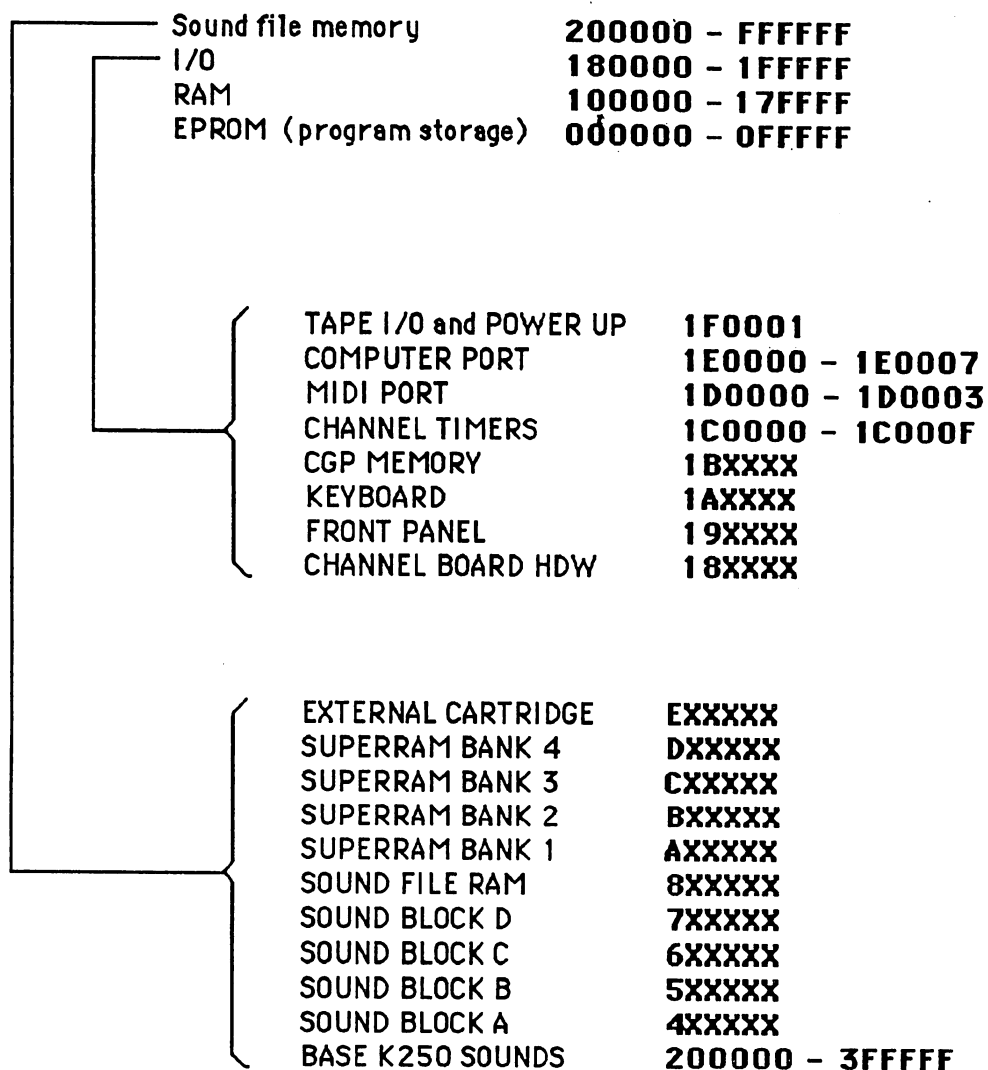 Sound file memory 200000 - FFFFFF
I/O 180000 - 1FFFFF
RAM 100000 - 17FFFF
EPROM (program storage) 000000 - 0FFFFF
TAPE I/O and POWER UP 1F0001
COMPUTER PORT 1E0000 - 1E0007
MIDI PORT 1D0000 - 1D0003
CHANNEL TIMERS 1C0000 - 1C000F
CGP MEMORY 1BXXXX
KEYBOARD 1AXXXX
FRONT PANEL 19XXXX
CHANNEL BOARD HDW 18XXXX
EXTERNAL CARTRIDGE EXXXXX
SUPERRAM BANK 4 DXXXXX
SUPERRAM BANK 3 CXXXXX
SUPERRAM BANK 2 BXXXXX
SUPERRAM BANK 1 AXXXXX
SOUND FILE RAM 8XXXXX
SOUND BLOCK D 7XXXXX
SOUND BLOCK C 6XXXXX
SOUND BLOCK B 5XXXXX
SOUND BLOCK A 4XXXXX
BASE K250 SOUNDS 200000 - 3FFFFF